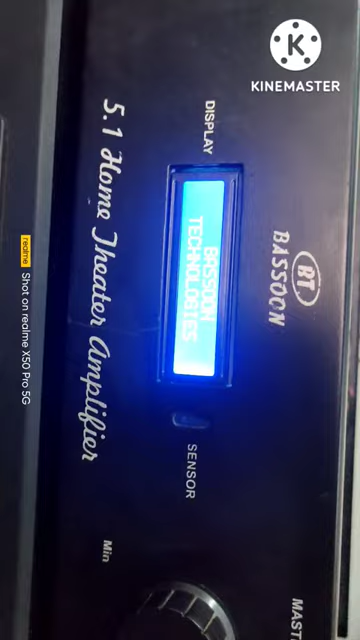 K
KINEMASTER
BT
BASSOON
DISPLAY
BASSOON
TECHNOLOGIES
SENSOR
5.1 Home Theater Amplifier
Min
MAST
realme Shot on realme X50 Pro 5G